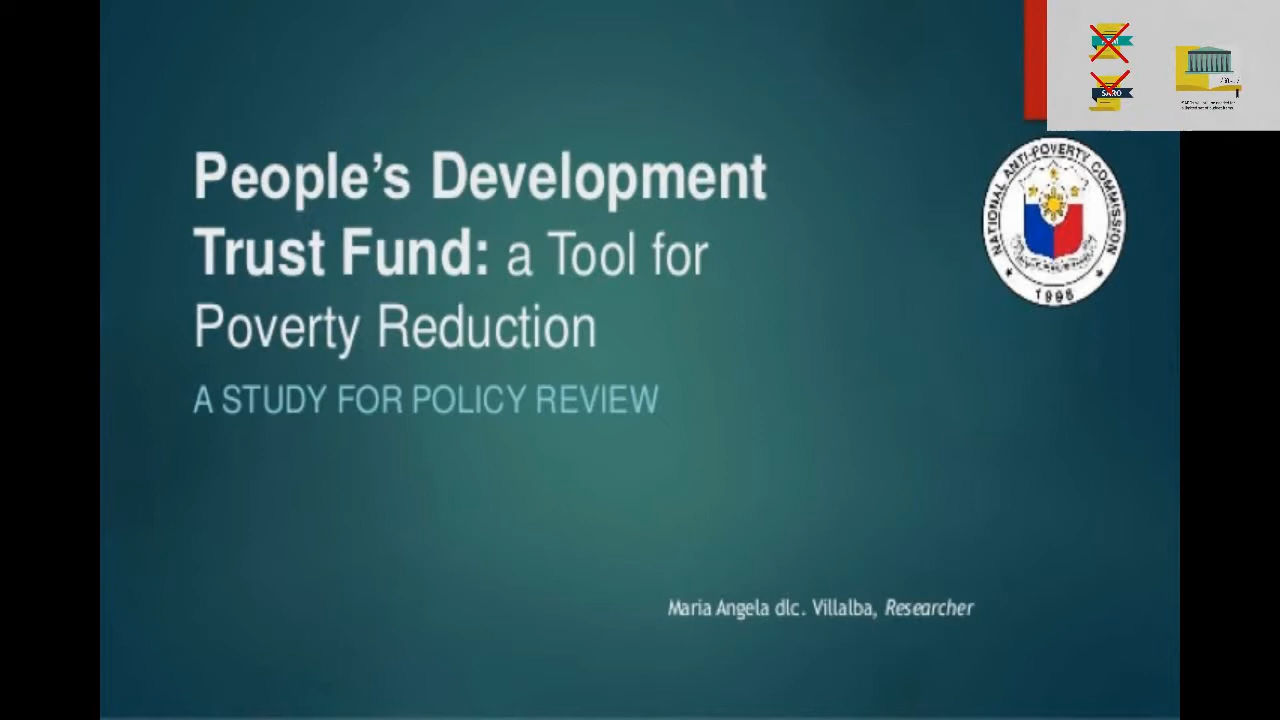 People’s Development
Trust Fund: a Tool for
Poverty Reduction
A STUDY FOR POLICY REVIEW
NATIONAL ANTI-POVERTY COMMISSION
1998
Maria Angela dlc. Villalba, Researcher
SARO